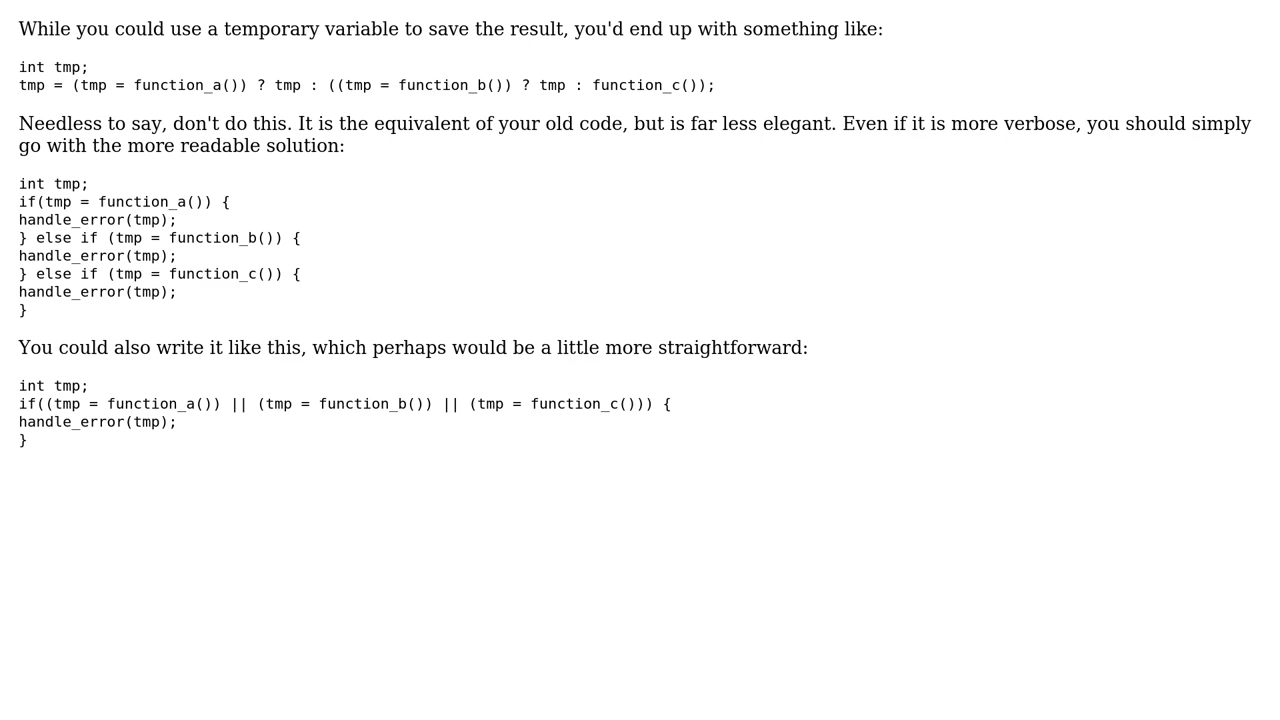 While you could use a temporary variable to save the result, you'd end up with something like:
int tmp;
tmp = (tmp = function_a()) ? tmp : ((tmp = function_b()) ? tmp : function_c());
Needless to say, don't do this. It is the equivalent of your old code, but is far less elegant. Even if it is more verbose, you should simply
go with the more readable solution:
int tmp;
if(tmp = function_a()) {
handle_error(tmp);
} else if (tmp = function_b()) {
handle_error(tmp);
} else if (tmp = function_c()) {
handle_error(tmp);
}
You could also write it like this, which perhaps would be a little more straightforward:
int tmp;
if((tmp = function_a()) || (tmp = function_b()) || (tmp = function_c())) {
handle_error(tmp);
}